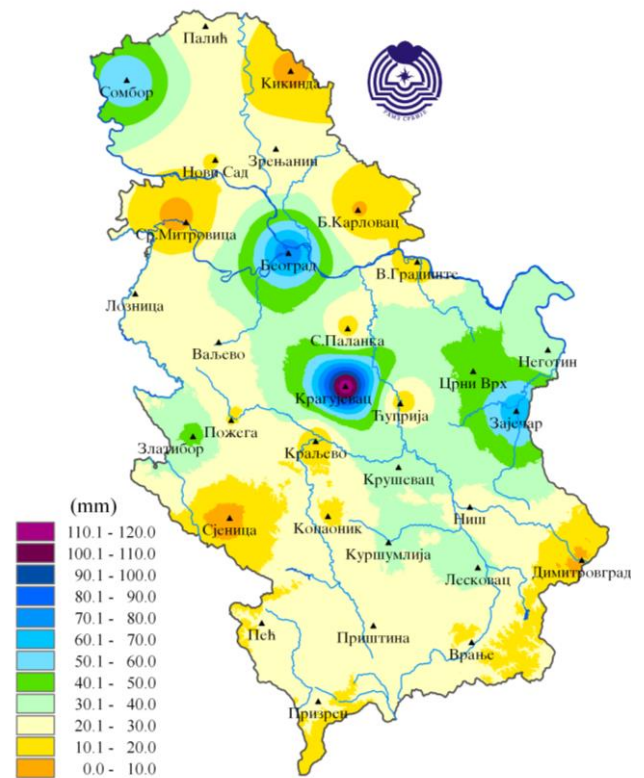 Палић
Сомбор
Кикинда
Нови Сад
Зрењанин
Ср.Митровица
Б.Карловац
Београд
В.Градиште
Лозница
С.Паланка
Ваљево
Неготин
Црни Врх
Крагујевац
Ћуприја
Зајечар
Пожега
Златибор
Краљево
Крушевац
Сјеница
Копаоник
Ниш
Куршумлија
Лесковац
Димитровград
Пећ
Приштина
Врање
Призрен
(mm)
110.1 - 120.0
100.1 - 110.0
90.1 - 100.0
80.1 - 90.0
70.1 - 80.0
60.1 - 70.0
50.1 - 60.0
40.1 - 50.0
30.1 - 40.0
20.1 - 30.0
10.1 - 20.0
0.0 - 10.0